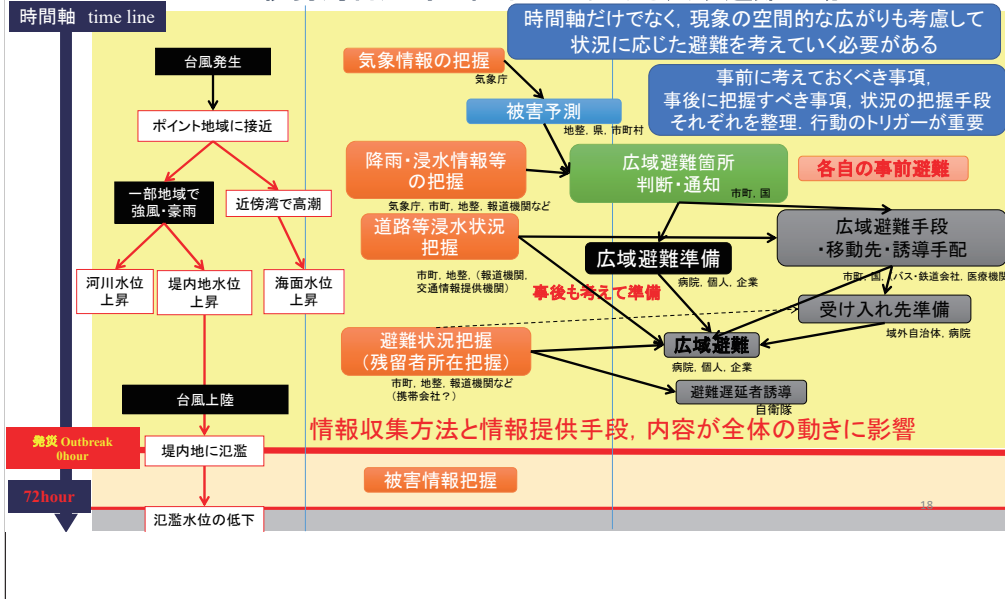 時間軸 time line
時間軸だけでなく, 現象の空間的な広がりも考慮して
状況に応じた避難を考えていく必要がある
事前に考えておくべき事項,
事後に把握すべき事項, 状況の把握手段
それぞれを整理. 行動のトリガーが重要
台風発生
ポイント地域に接近
一部地域で
強風・豪雨
近傍湾で高潮
河川水位
上昇
堤内地水位
上昇
海面水位
上昇
台風上陸
発災 Outbreak
0hour
堤内地に氾濫
72hour
氾濫水位の低下
気象情報の把握
気象庁
被害予測
地整, 県, 市町村
降雨・浸水情報等
の把握
気象庁, 市町, 地整, 報道機関など
広域避難箇所
判断・通知
市町, 国
各自の事前避難
道路等浸水状況
把握
市町, 地整, (報道機関,
交通情報提供機関)
広域避難準備
病院, 個人, 企業
事後も考えて準備
広域避難手段
・移動先・誘導手配
市町, 国, (バス・鉄道会社, 医療機関
受け入れ先準備
域外自治体, 病院
避難状況把握
(残留者所在把握)
市町, 地整, 報道機関など
(携帯会社?)
広域避難
病院, 個人, 企業
避難遅延者誘導
自衛隊
情報収集方法と情報提供手段, 内容が全体の動きに影響
被害情報把握
18